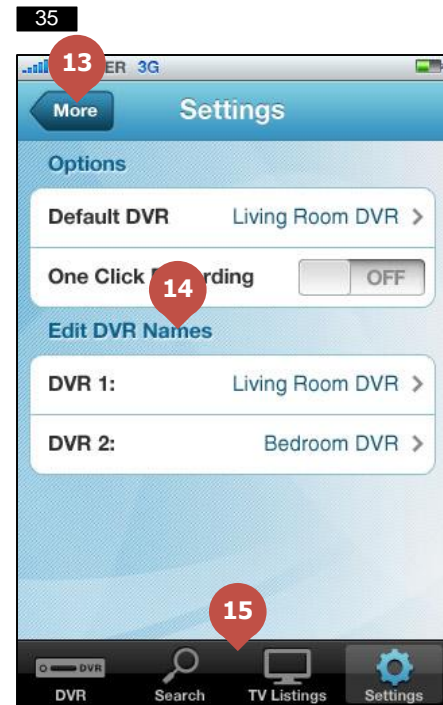 35
13 ER 3G
More Settings
Options
Default DVR Living Room DVR >
One Click rding OFF
14
Edit DVR Names
DVR 1: Living Room DVR >
DVR 2: Bedroom DVR >
15
DVR
DVR Search TV Listings Settings